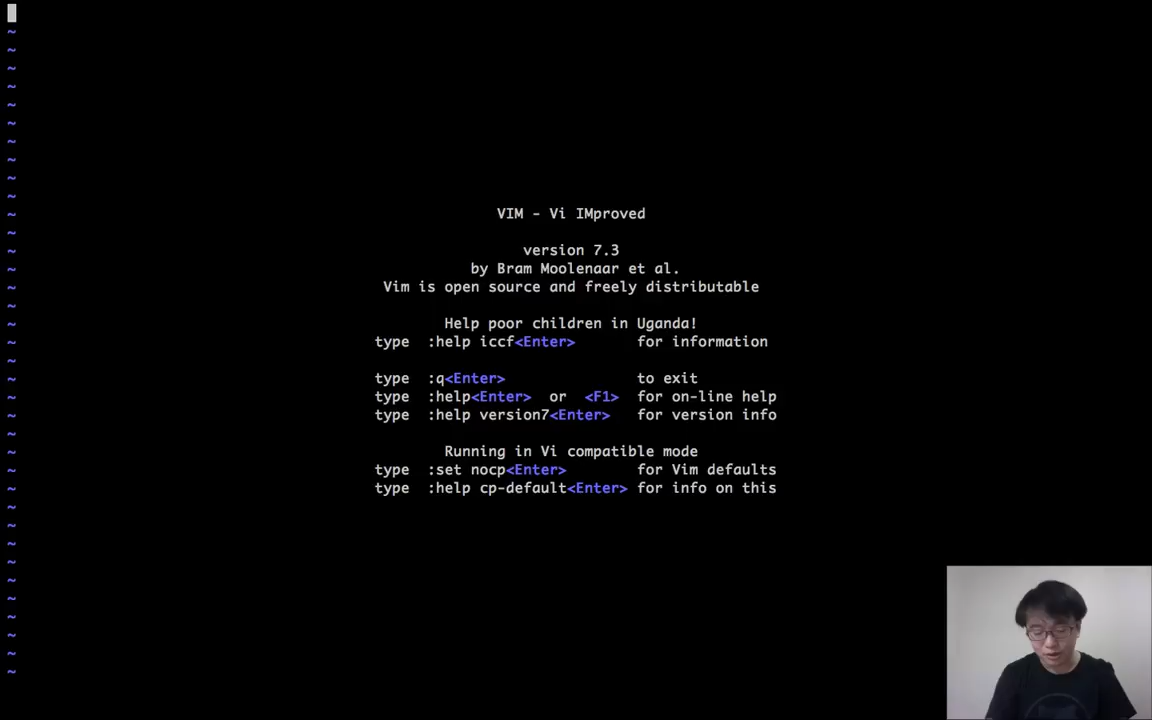 ~
~
~
~
~
~
~
~
~
~
VIM - Vi IMproved
~
~
version 7.3
~
by Bram Moolenaar et al.
~
Vim is open source and freely distributable
~
~
Help poor children in Uganda!
~
type :help iccf<Enter> for information
~
~
type :q<Enter> to exit
~
type :help<Enter> or <F1> for on-line help
~
type :help version7<Enter> for version info
~
~
Running in Vi compatible mode
~
type :set nocp<Enter> for Vim defaults
~
type :help cp-default<Enter> for info on this
~
~
~
~
~
~
~
~
~
~